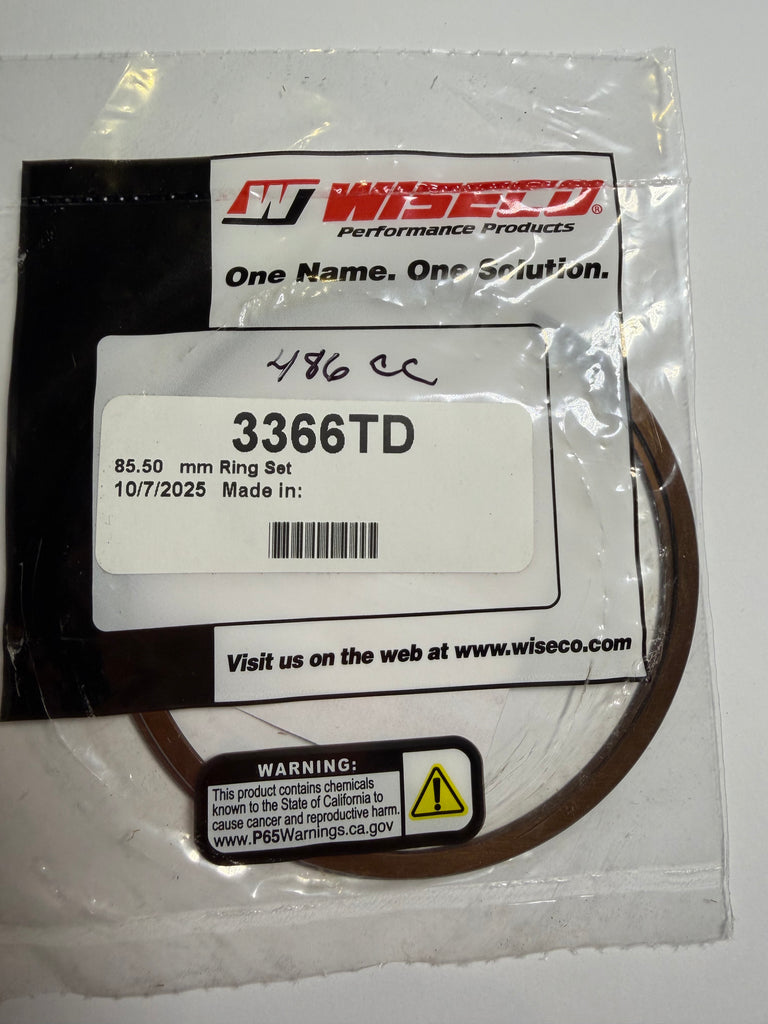 W WISECO®
Performance Products
One Name. One Solution.
486 cc
3366TD
85.50 mm Ring Set
10/7/2025 Made in:
Visit us on the web at www.wiseco.com
WARNING:
This product contains chemicals
known to the State of California to
cause cancer and reproductive harm.
www.P65Warnings.ca.gov